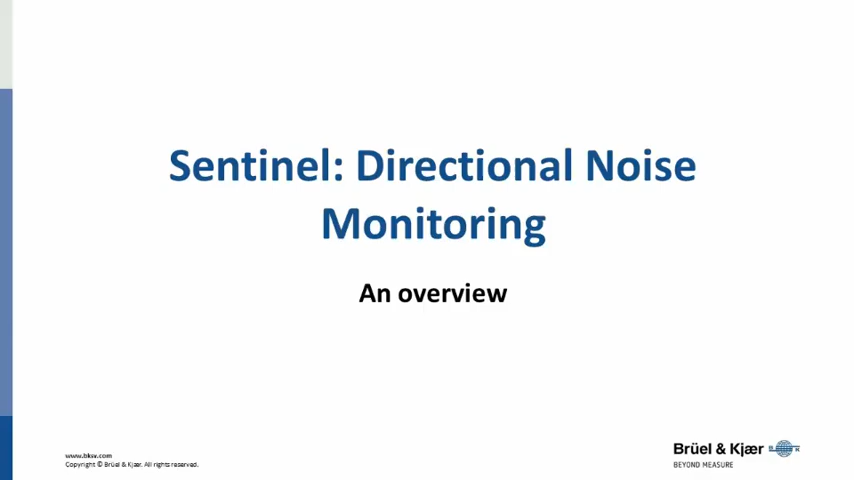 Sentinel: Directional Noise
Monitoring
An overview
www.bksv.com
Copyright © Brüel & Kjær. All rights reserved.
Brüel & Kjær
BEYOND MEASURE